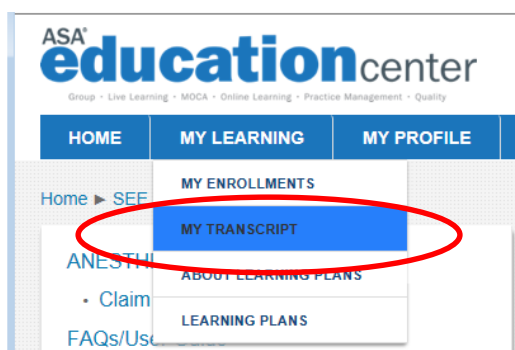 ASA®
education center
Group • Live Learning • MOCA • Online Learning • Practice Management • Quality
HOME MY LEARNING MY PROFILE
Home ► SEE
MY ENROLLMENTS
MY TRANSCRIPT
ANESTHE
ABOUT LEARNING PLANS
• Claim
LEARNING PLANS
FAQs/User Guide